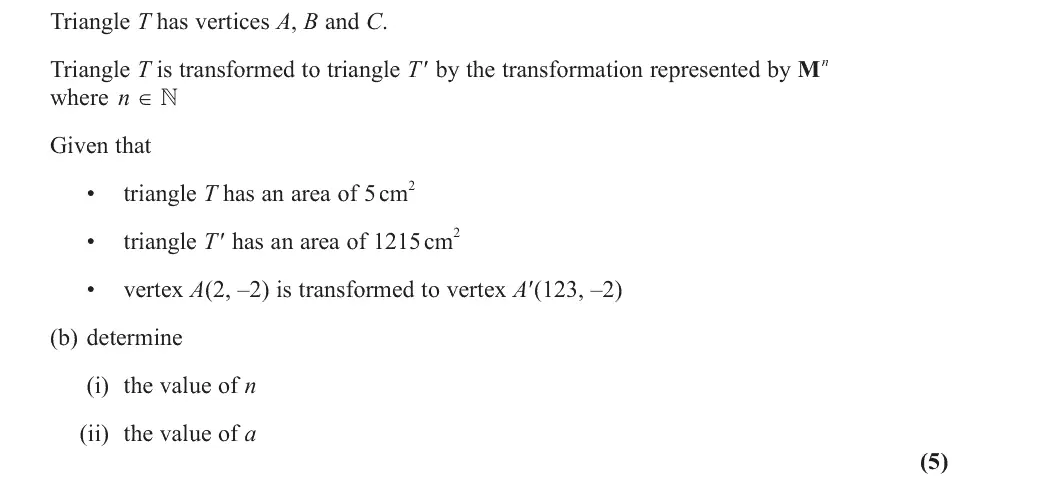 Triangle T has vertices A, B and C.
Triangle T is transformed to triangle T′ by the transformation represented by Mⁿ
where n ∈ ℕ
Given that
• triangle T has an area of 5 cm²
• triangle T′ has an area of 1215 cm²
• vertex A(2, –2) is transformed to vertex A′(123, –2)
(b) determine
(i) the value of n
(ii) the value of a
(5)